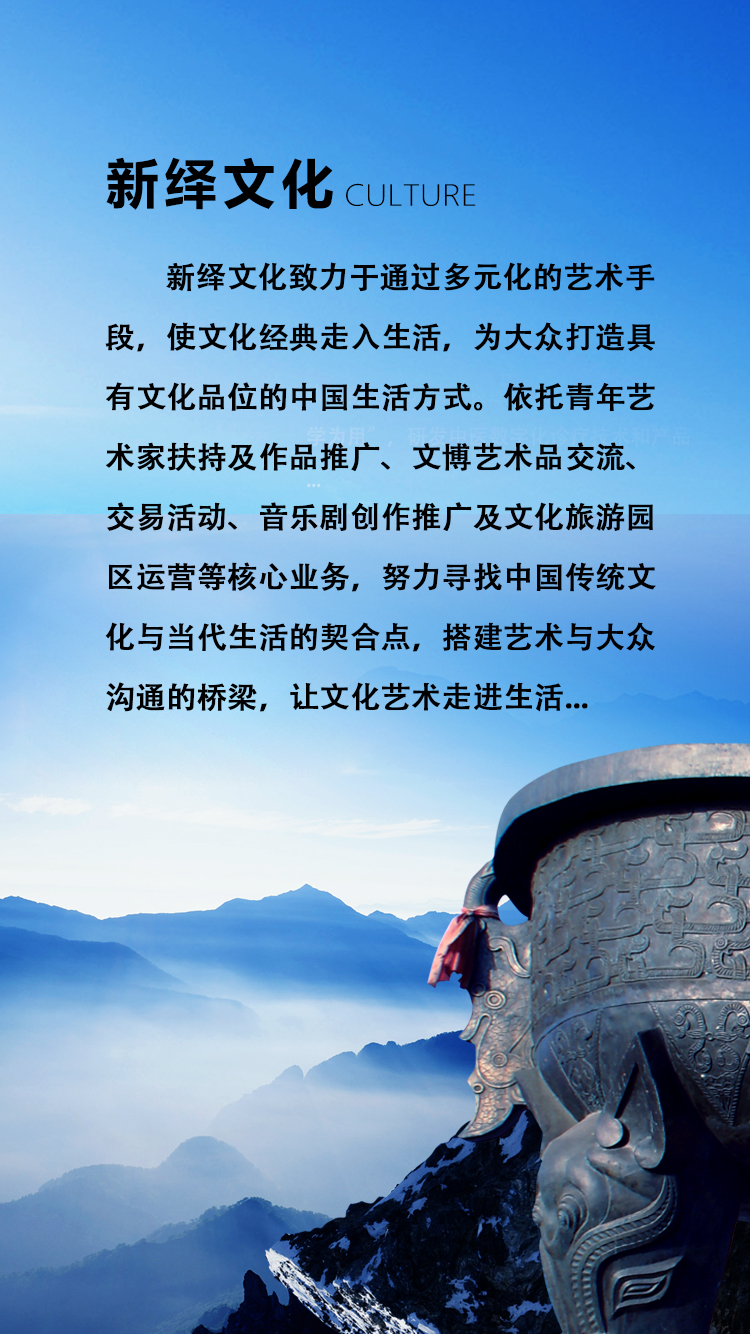 新绎文化 CULTURE
新绎文化致力于通过多元化的艺术手
段，使文化经典走入生活，为大众打造具
有文化品位的中国生活方式。依托青年艺
术家扶持及作品推广、文博艺术品交流、
交易活动、音乐剧创作推广及文化旅游园
区运营等核心业务，努力寻找中国传统文
化与当代生活的契合点，搭建艺术与大众
沟通的桥梁，让文化艺术走进生活...